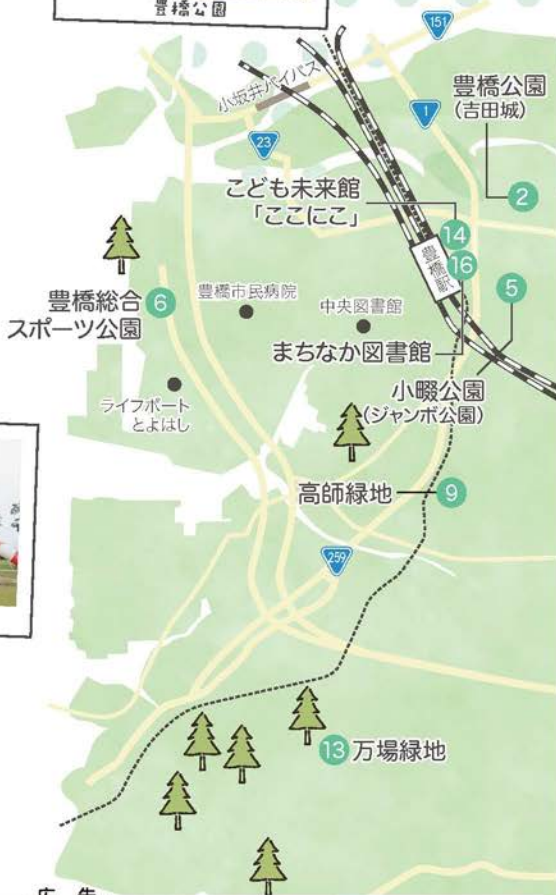 豊橋公園
151
小坂井バイパス
豊橋公園
(吉田城)
1
23
2
こども未来館
「ここにこ」
14
豊橋駅
16
豊橋総合
スポーツ公園
6
豊橋市民病院
中央図書館
5
まちなか図書館
小畷公園
(ジャンボ公園)
ライフポート
とよはし
高師緑地
9
259
13 万場緑地